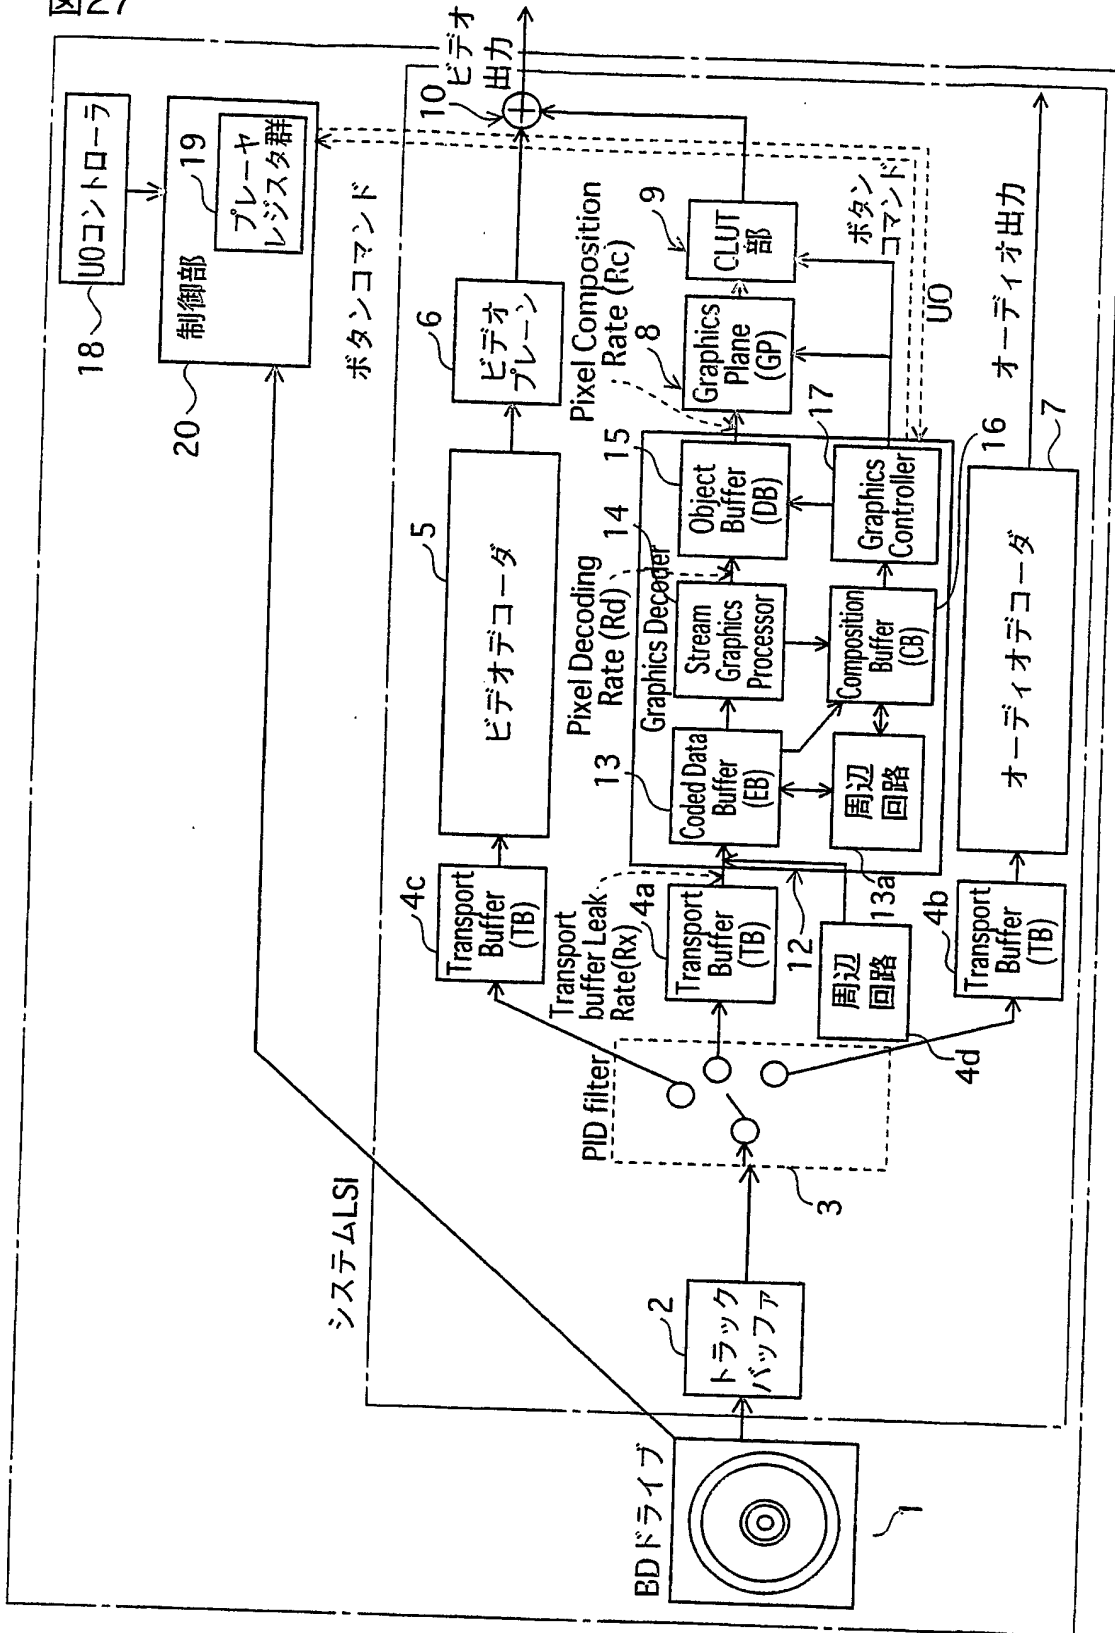 図27
18
UOコントローラ
20
制御部
19
プレーヤ
レジスタ群
ボタンコマンド
ビデオ
出力
10
システムLSI
5
ビデオデコーダ
6
ビデオ
プレーン
4c
Transport
Buffer
(TB)
Transport
buffer Leak
Rate(Rx)
4a
Transport
Buffer
(TB)
PID filter
3
2
トラック
バッファ
BDドライブ
1
Pixel Decoding
Rate (Rd)
Graphics Decoder
13
Coded Data
Buffer
(EB)
14
Stream
Graphics
Processor
15
Object
Buffer
(DB)
Pixel Composition
Rate (Rc)
8
Graphics
Plane
(GP)
9
CLUT
部
ボタン
コマンド
UO
12
周辺
回路
4d
13a
周辺
回路
Composition
Buffer
(CB)
16
17
Graphics
Controller
4b
Transport
Buffer
(TB)
オーディオデコーダ
7
オーディオ出力